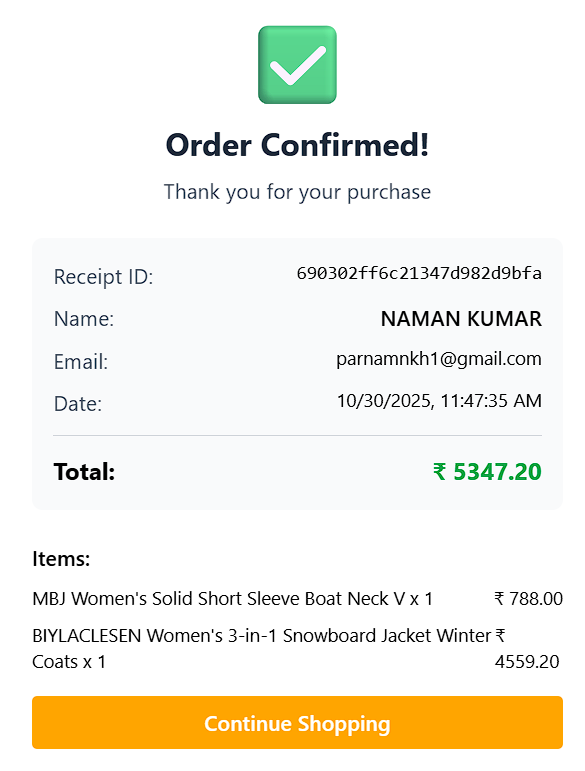 Order Confirmed!
Thank you for your purchase
Receipt ID: 690302ff6c21347d982d9bfa
Name: NAMAN KUMAR
Email: parnamnkh1@gmail.com
Date: 10/30/2025, 11:47:35 AM
Total: ₹ 5347.20
Items:
MBJ Women's Solid Short Sleeve Boat Neck V x 1 ₹ 788.00
BIYLACLESEN Women's 3-in-1 Snowboard Jacket Winter ₹
Coats x 1 4559.20
Continue Shopping